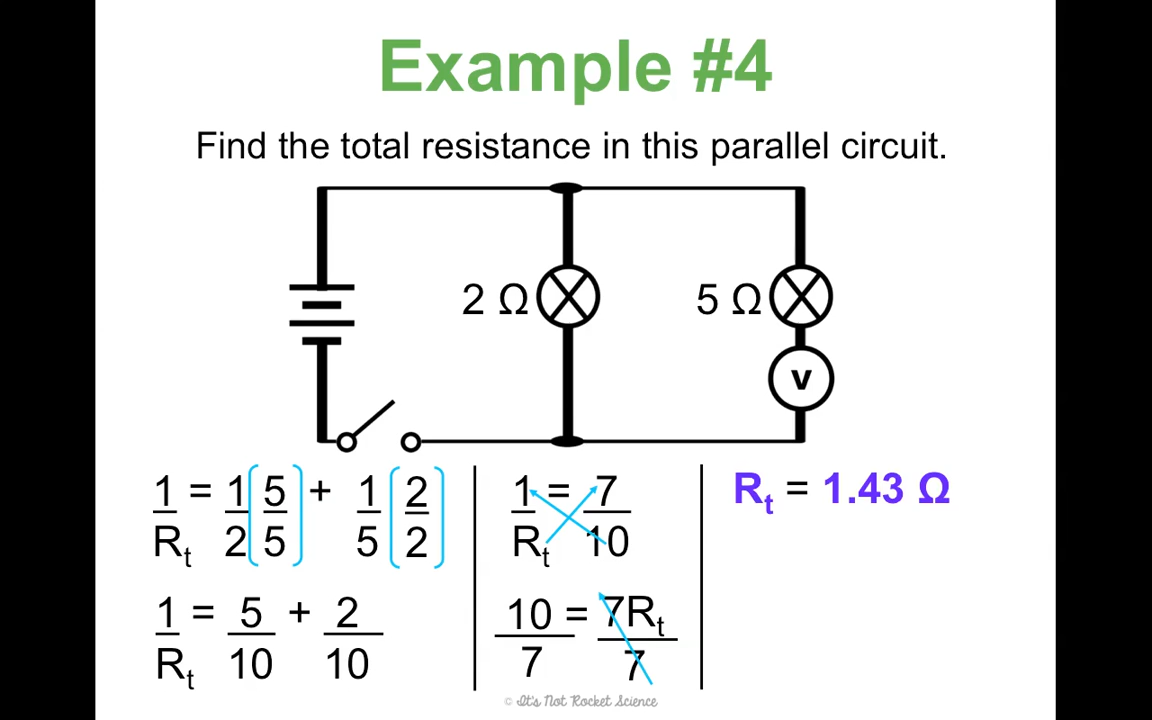 Example #4
Find the total resistance in this parallel circuit.
2 Ω
5 Ω
V
1/Rt = 1/2 (5/5) + 1/5 (2/2)
1/Rt = 5/10 + 2/10
1/Rt = 7/10
10/7 = 7Rt/7
Rt = 1.43 Ω
© It's Not Rocket Science